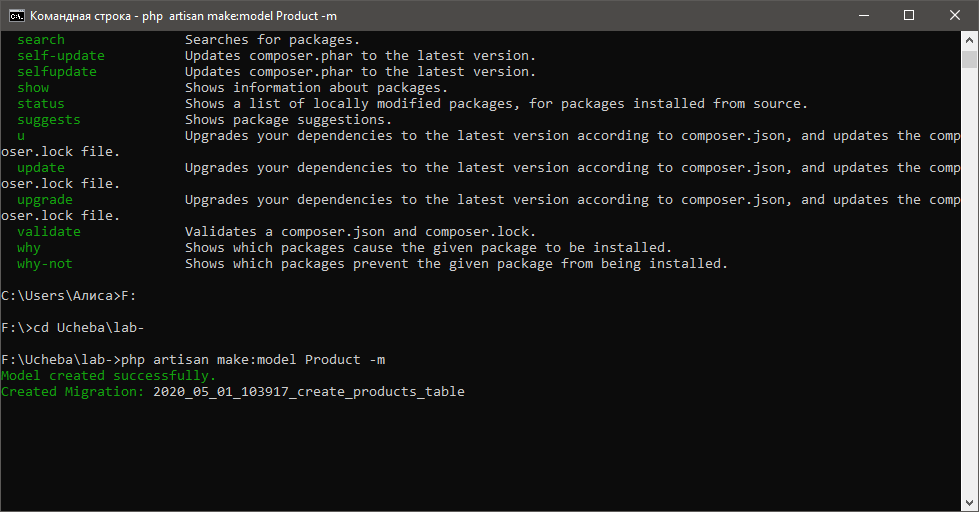 Командная строка - php  artisan make:model Product -m
search Searches for packages.
self-update Updates composer.phar to the latest version.
selfupdate Updates composer.phar to the latest version.
show Shows information about packages.
status Shows a list of locally modified packages, for packages installed from source.
suggests Shows package suggestions.
u Upgrades your dependencies to the latest version according to composer.json, and updates the comp
oser.lock file.
update Upgrades your dependencies to the latest version according to composer.json, and updates the comp
oser.lock file.
upgrade Upgrades your dependencies to the latest version according to composer.json, and updates the comp
oser.lock file.
validate Validates a composer.json and composer.lock.
why Shows which packages cause the given package to be installed.
why-not Shows which packages prevent the given package from being installed.
C:\Users\Алиса>F:
F:\>cd Ucheba\lab-
F:\Ucheba\lab->php artisan make:model Product -m
Model created successfully.
Created Migration: 2020_05_01_103917_create_products_table